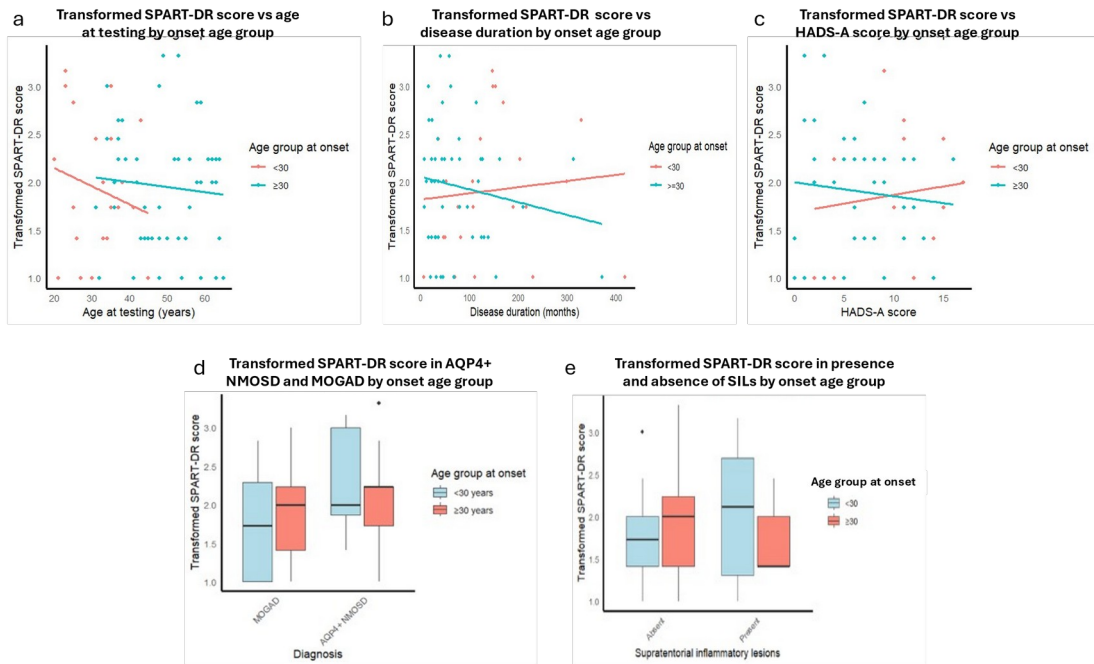 a
Transformed SPART-DR score vs age
at testing by onset age group
Transformed SPART-DR score
3.0
2.5
2.0
1.5
1.0
20
30
40
50
60
Age at testing (years)
Age group at onset
<30
≥30
b
Transformed SPART-DR score vs
disease duration by onset age group
Transformed SPART-DR score
3.0
2.5
2.0
1.5
1.0
0
100
200
300
400
Disease duration (months)
Age group at onset
<30
>=30
c
Transformed SPART-DR score vs
HADS-A score by onset age group
Transformed SPART-DR score
3.0
2.5
2.0
1.5
1.0
0
5
10
15
HADS-A score
Age group at onset
<30
≥30
d
Transformed SPART-DR score in AQP4+
NMOSD and MOGAD by onset age group
Transformed SPART-DR score
3.0
2.5
2.0
1.5
1.0
MOGAD
AQP4+ NMOSD
Diagnosis
Age group at onset
<30 years
≥30 years
e
Transformed SPART-DR score in presence
and absence of SILs by onset age group
Transformed SPART-DR score
3.0
2.5
2.0
1.5
1.0
Absent
Present
Supratentorial inflammatory lesions
Age group at onset
<30
≥30